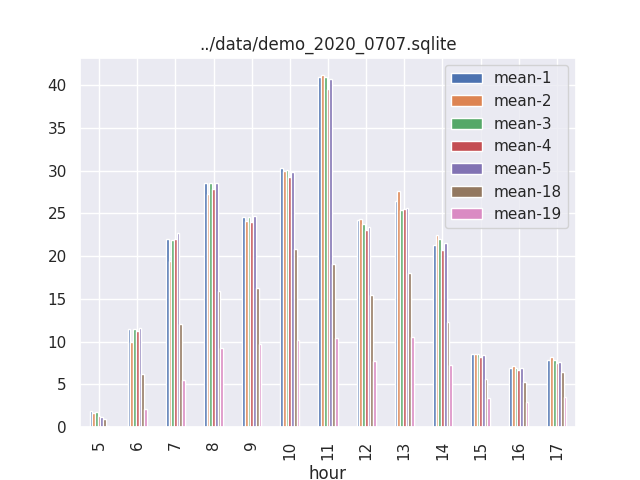 ../data/demo_2020_0707.sqlite
40
35
30
25
20
15
10
5
0
mean-1
mean-2
mean-3
mean-4
mean-5
mean-18
mean-19
5 6 7 8 9 10 11 12 13 14 15 16 17
hour